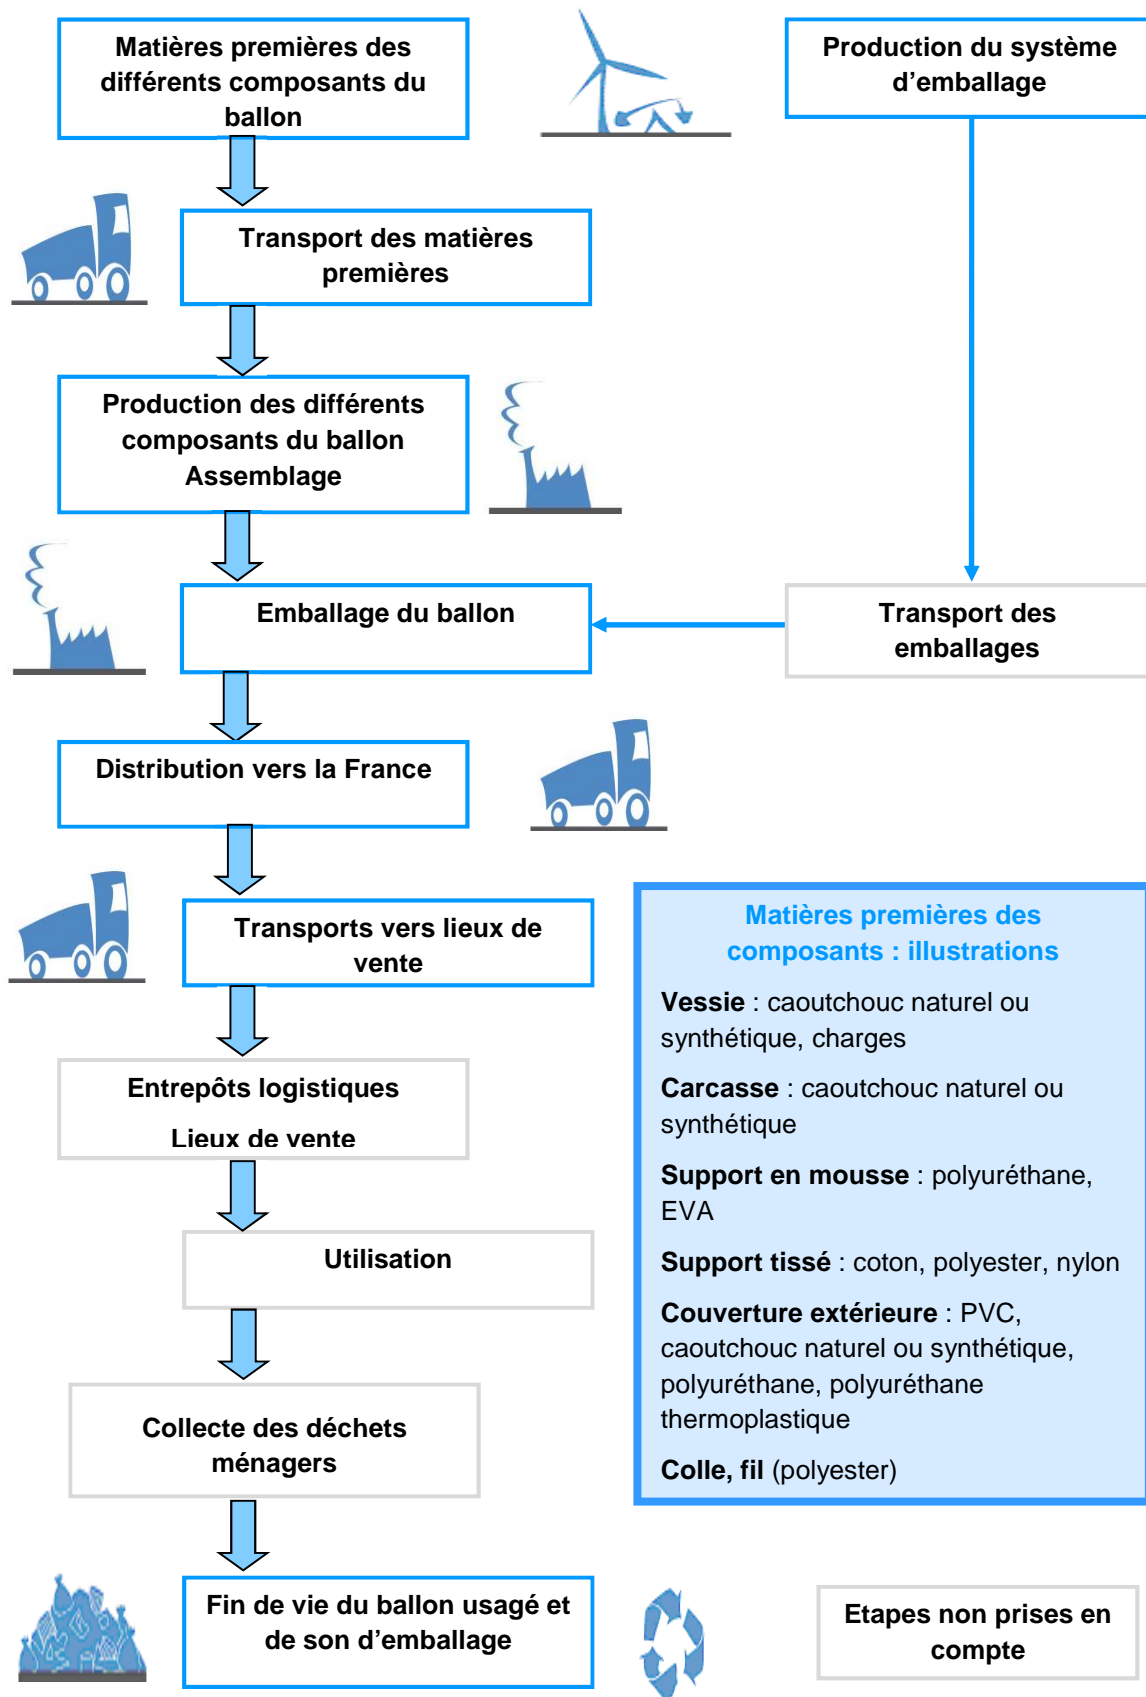 Matières premières des
différents composants du
ballon
Production du système
d’emballage
Transport des matières
premières
Production des différents
composants du ballon
Assemblage
Emballage du ballon
Transport des
emballages
Distribution vers la France
Transports vers lieux de
vente
Matières premières des
composants : illustrations
Vessie : caoutchouc naturel ou
synthétique, charges
Carcasse : caoutchouc naturel ou
synthétique
Support en mousse : polyuréthane,
EVA
Support tissé : coton, polyester, nylon
Couverture extérieure : PVC,
caoutchouc naturel ou synthétique,
polyuréthane, polyuréthane
thermoplastique
Colle, fil (polyester)
Entrepôts logistiques
Lieux de vente
Utilisation
Collecte des déchets
ménagers
Fin de vie du ballon usagé et
de son d’emballage
Etapes non prises en
compte